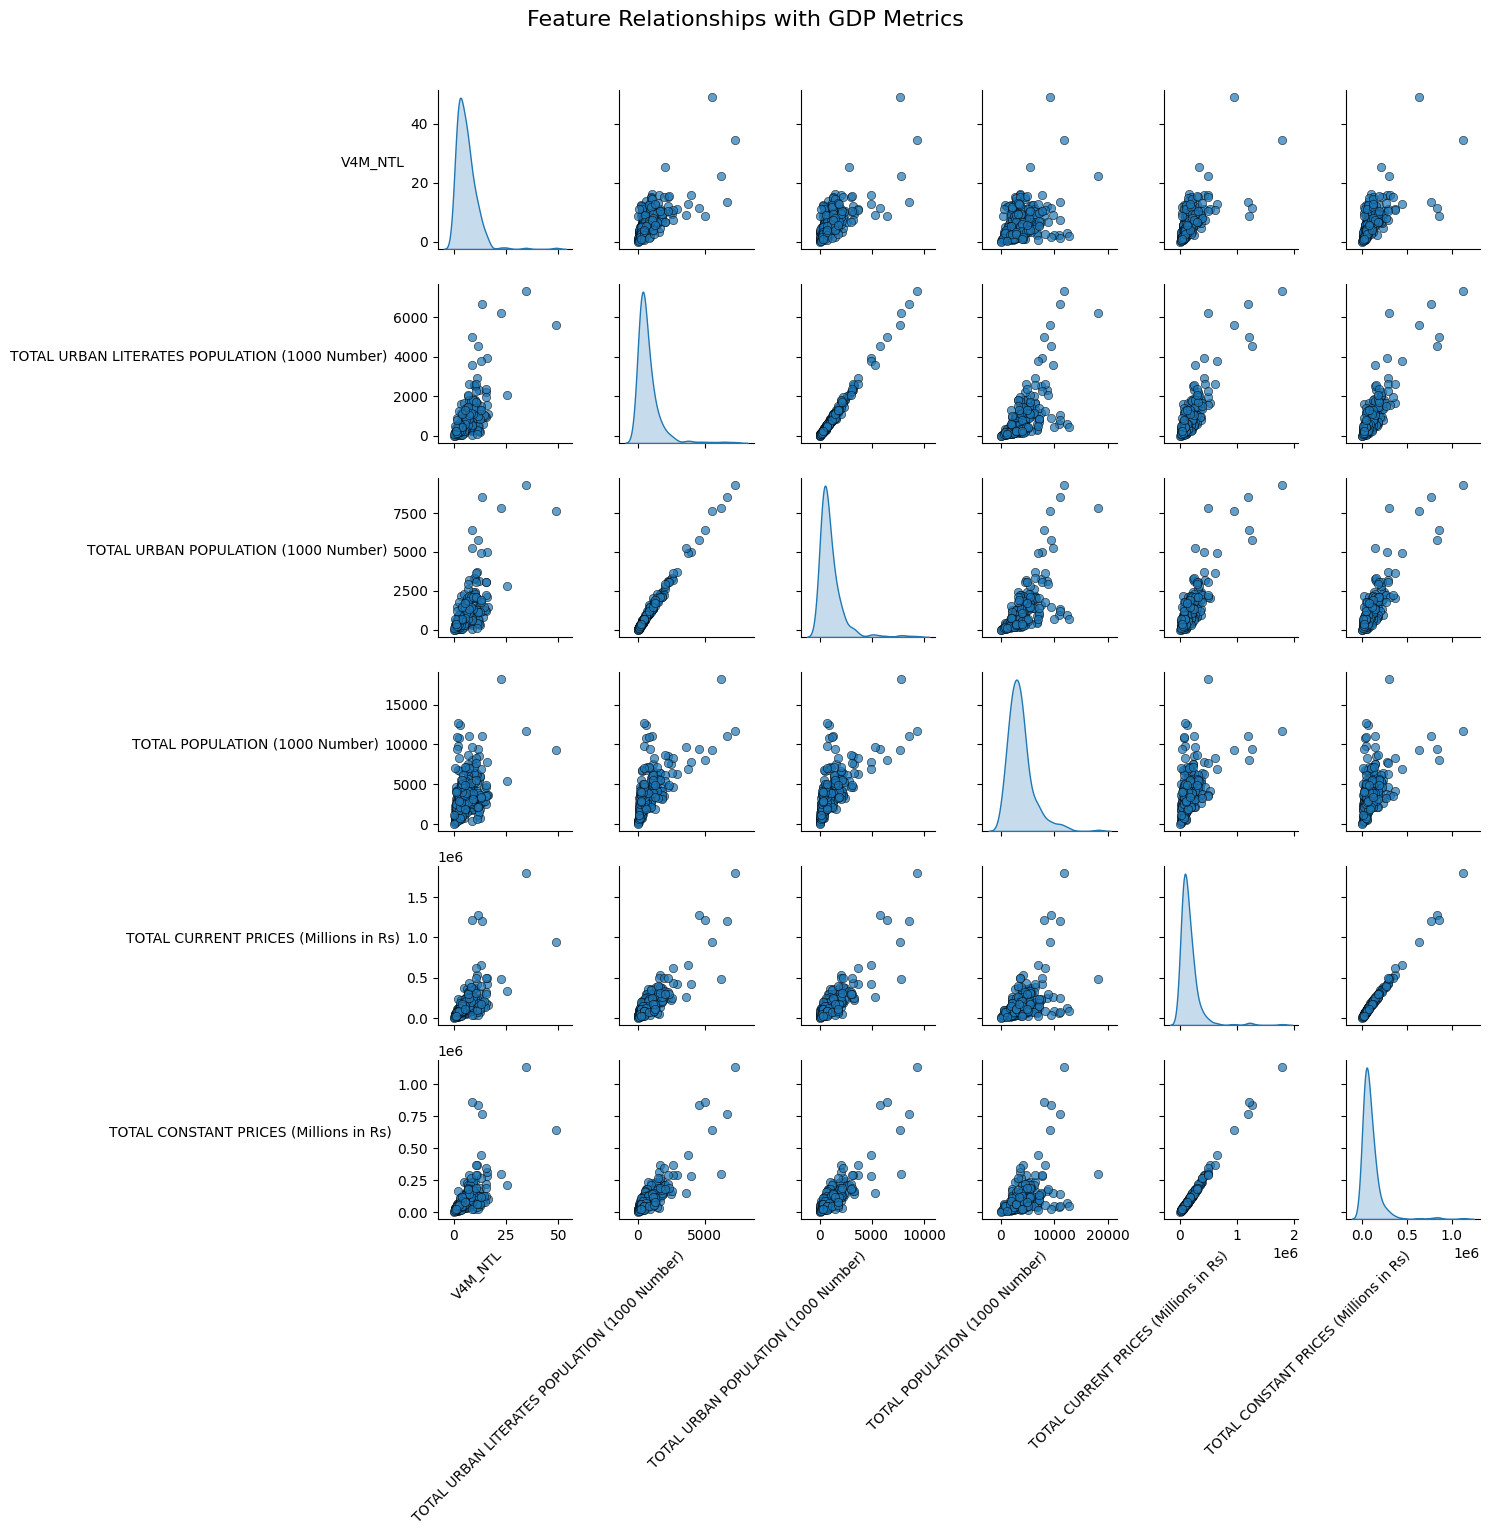 Feature Relationships with GDP Metrics
40
20
0
V4M_NTL
6000
4000
2000
0
TOTAL URBAN LITERATES POPULATION (1000 Number)
7500
5000
2500
0
TOTAL URBAN POPULATION (1000 Number)
15000
10000
5000
0
TOTAL POPULATION (1000 Number)
1e6
1.5
1.0
0.5
0.0
TOTAL CURRENT PRICES (Millions in Rs)
1e6
1.00
0.75
0.50
0.25
0.00
TOTAL CONSTANT PRICES (Millions in Rs)
0 25 50
0 5000
0 5000 10000
0 10000 20000
0 1 2
1e6
0.0 0.5 1.0
1e6
V4M_NTL
TOTAL URBAN LITERATES POPULATION (1000 Number)
TOTAL URBAN POPULATION (1000 Number)
TOTAL POPULATION (1000 Number)
TOTAL CURRENT PRICES (Millions in Rs)
TOTAL CONSTANT PRICES (Millions in Rs)